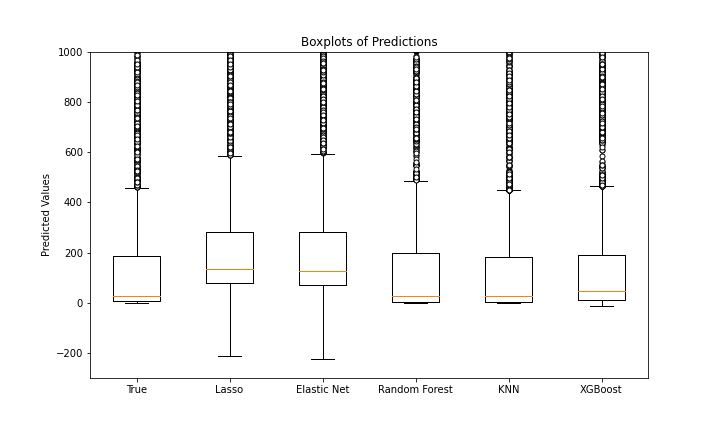 Boxplots of Predictions
1000
800
600
400
200
0
−200
Predicted Values
True Lasso Elastic Net Random Forest KNN XGBoost